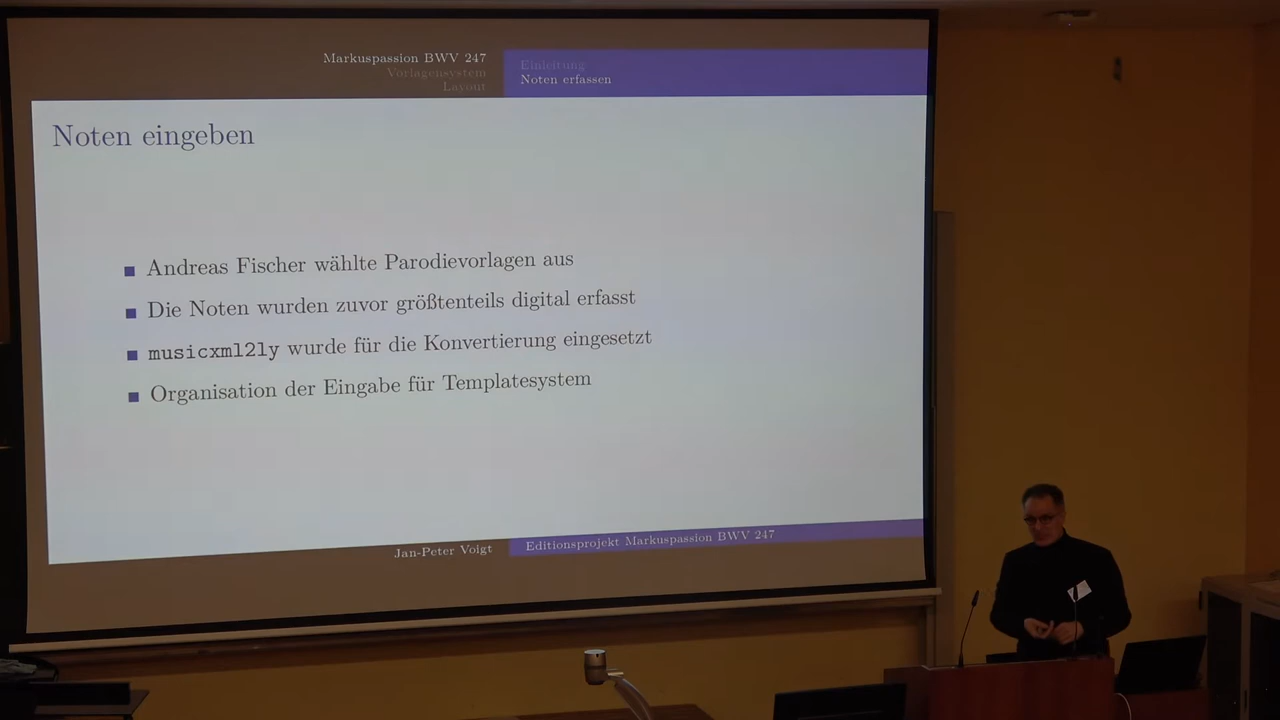 Markuspassion BWV 247
Vorlagensystem
Layout
Einleitung
Noten erfassen
Noten eingeben
Andreas Fischer wählte Parodievorlagen aus
Die Noten wurden zuvor größtenteils digital erfasst
musicxml2ly wurde für die Konvertierung eingesetzt
Organisation der Eingabe für Templatesystem
Jan-Peter Voigt
Editionsprojekt Markuspassion BWV 247